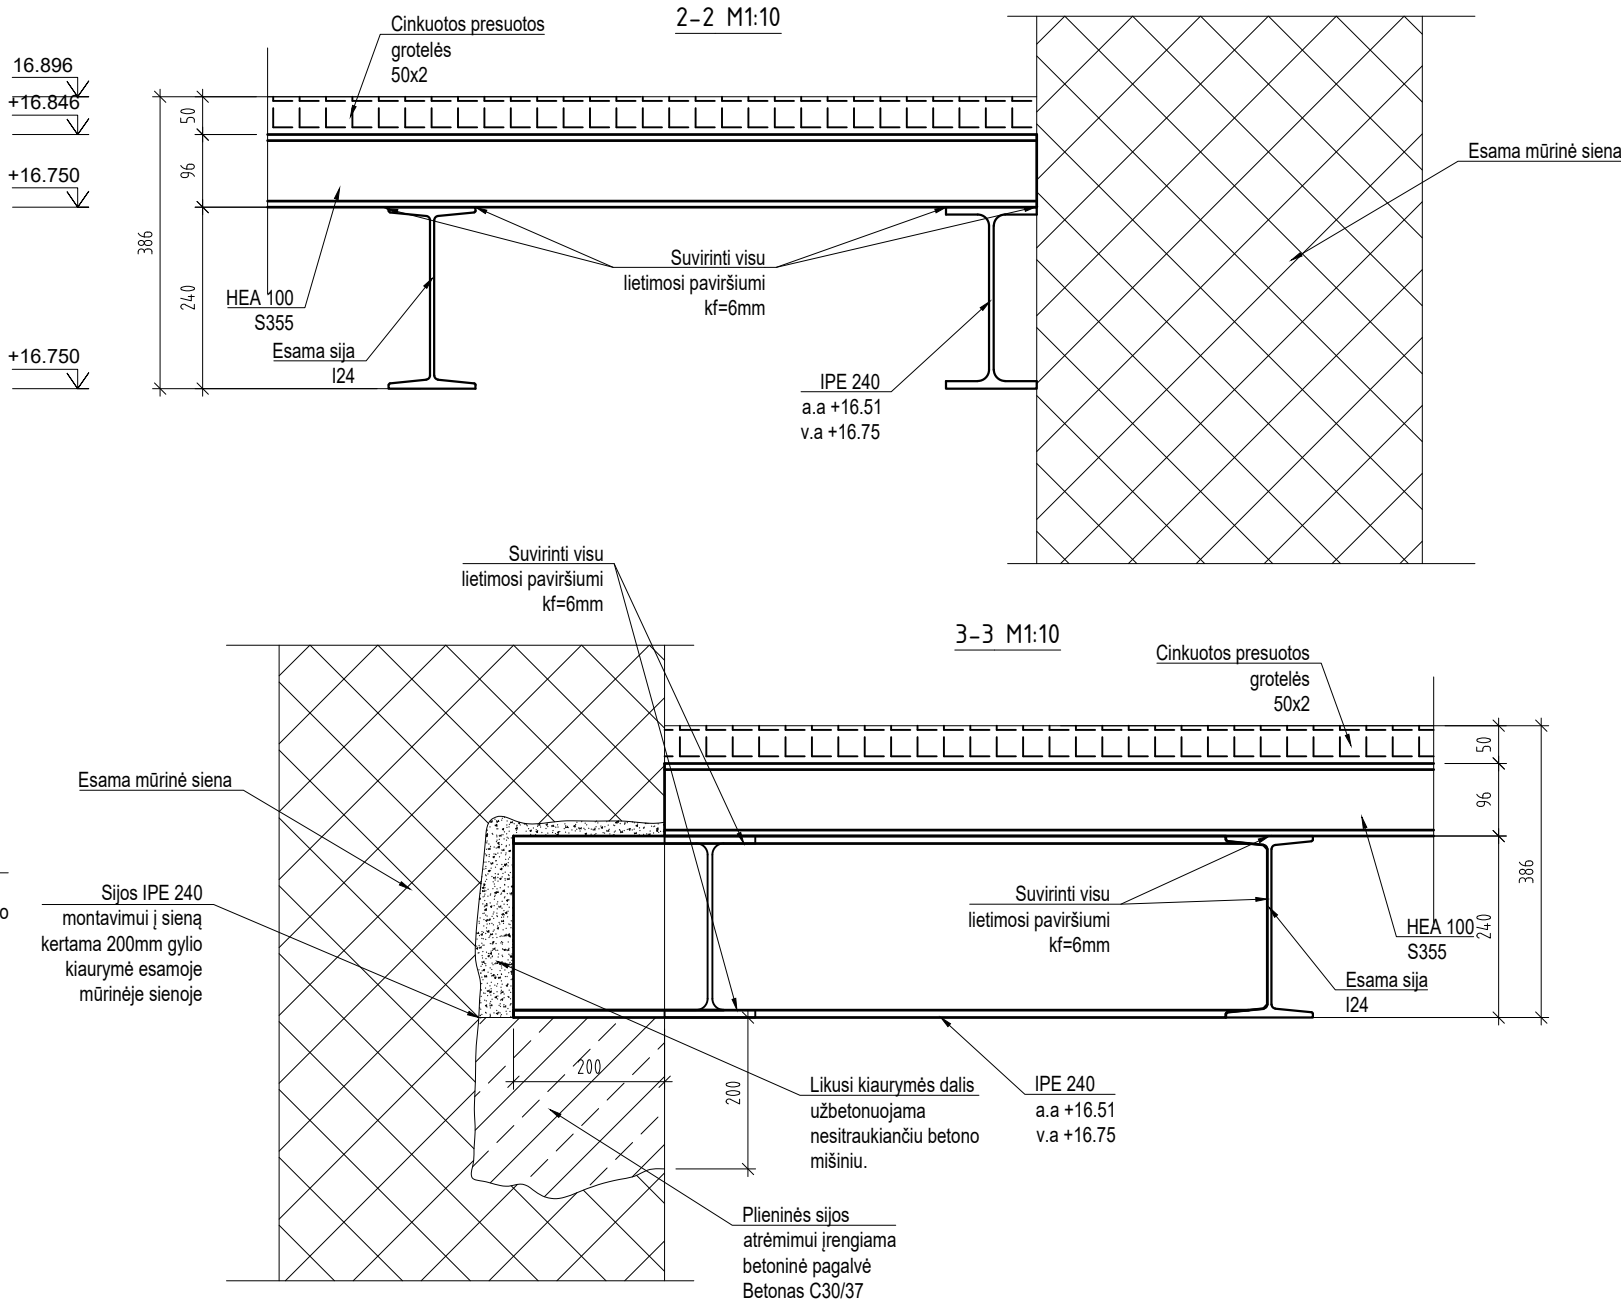 2-2 M1:10
Cinkuotos presuotos
grotelės
50x2
16.896
+16.846
+16.750
+16.750
50
96
240
386
HEA 100
S355
Esama sija
I24
Suvirinti visu
lietimosi paviršiumi
kf=6mm
IPE 240
a.a +16.51
v.a +16.75
Esama mūrinė siena
Suvirinti visu
lietimosi paviršiumi
kf=6mm
3-3 M1:10
Cinkuotos presuotos
grotelės
50x2
Esama mūrinė siena
o
Sijos IPE 240
montavimui į sieną
kertama 200mm gylio
kiaurymė esamoje
mūrinėje sienoje
Suvirinti visu
lietimosi paviršiumi
kf=6mm
50
96
240
386
HEA 100
S355
Esama sija
I24
200
200
Likusi kiaurymės dalis
užbetonuojama
nesitraukiančiu betono
mišiniu.
IPE 240
a.a +16.51
v.a +16.75
Plieninės sijos
atrėmimui įrengiama
betoninė pagalvė
Betonas C30/37